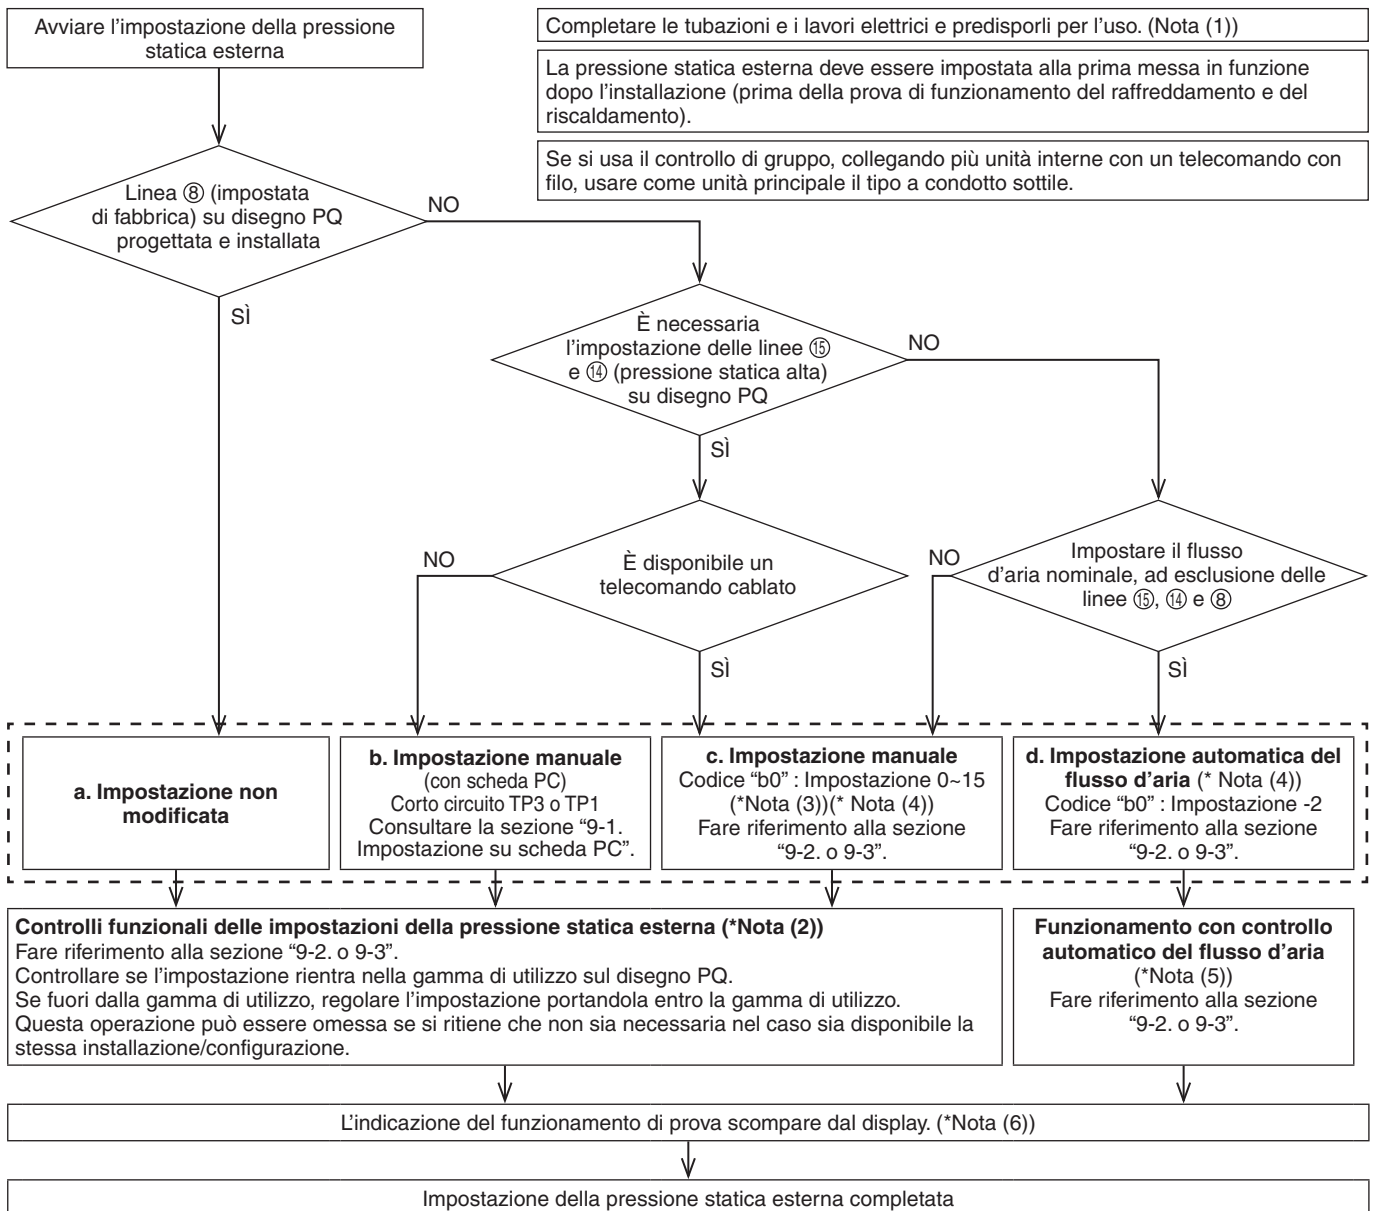 Avviare l’impostazione della pressione
statica esterna
Completare le tubazioni e i lavori elettrici e predisporli per l’uso. (Nota (1))
La pressione statica esterna deve essere impostata alla prima messa in funzione
dopo l’installazione (prima della prova di funzionamento del raffreddamento e del
riscaldamento).
Se si usa il controllo di gruppo, collegando più unità interne con un telecomando con
filo, usare come unità principale il tipo a condotto sottile.
Linea ⑧ (impostata
di fabbrica) su disegno PQ
progettata e installata
NO
SÌ
È necessaria
l’impostazione delle linee ⑮
e ⑭ (pressione statica alta)
su disegno PQ
NO
SÌ
È disponibile un
telecomando cablato
NO
SÌ
Impostare il flusso
d’aria nominale, ad esclusione delle
linee ⑮, ⑭ e ⑧
NO
SÌ
a. Impostazione non
modificata
b. Impostazione manuale
(con scheda PC)
Corto circuito TP3 o TP1
Consultare la sezione “9-1.
Impostazione su scheda PC”.
c. Impostazione manuale
Codice “b0” : Impostazione 0~15
(*Nota (3))(* Nota (4))
Fare riferimento alla sezione
“9-2. o 9-3”.
d. Impostazione automatica del
flusso d’aria (* Nota (4))
Codice “b0” : Impostazione -2
Fare riferimento alla sezione
“9-2. o 9-3”.
Controlli funzionali delle impostazioni della pressione statica esterna (*Nota (2))
Fare riferimento alla sezione “9-2. o 9-3”.
Controllare se l’impostazione rientra nella gamma di utilizzo sul disegno PQ.
Se fuori dalla gamma di utilizzo, regolare l’impostazione portandola entro la gamma di utilizzo.
Questa operazione può essere omessa se si ritiene che non sia necessaria nel caso sia disponibile la
stessa installazione/configurazione.
Funzionamento con controllo
automatico del flusso d’aria
(*Nota (5))
Fare riferimento alla sezione
“9-2. o 9-3”.
L’indicazione del funzionamento di prova scompare dal display. (*Nota (6))
Impostazione della pressione statica esterna completata